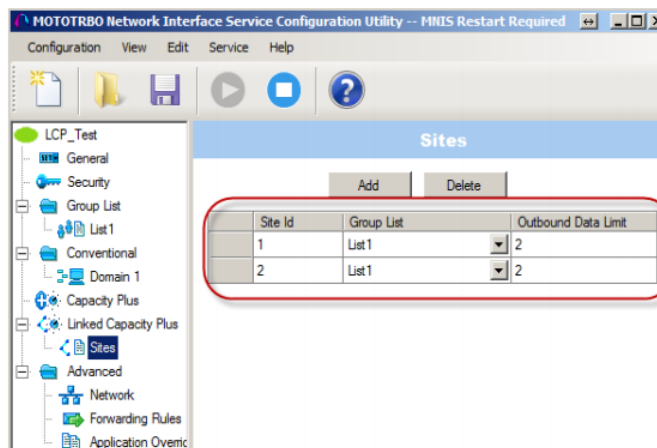 MOTOTRBO Network Interface Service Configuration Utility -- MNIS Restart Required
Configuration View Edit Service Help
LCP_Test
General
Security
Group List
List1
Conventional
Domain 1
Capacity Plus
Linked Capacity Plus
Sites
Advanced
Network
Forwarding Rules
Application Overric
Sites
Add Delete
Site Id Group List Outbound Data Limit
1 List1 2
2 List1 2